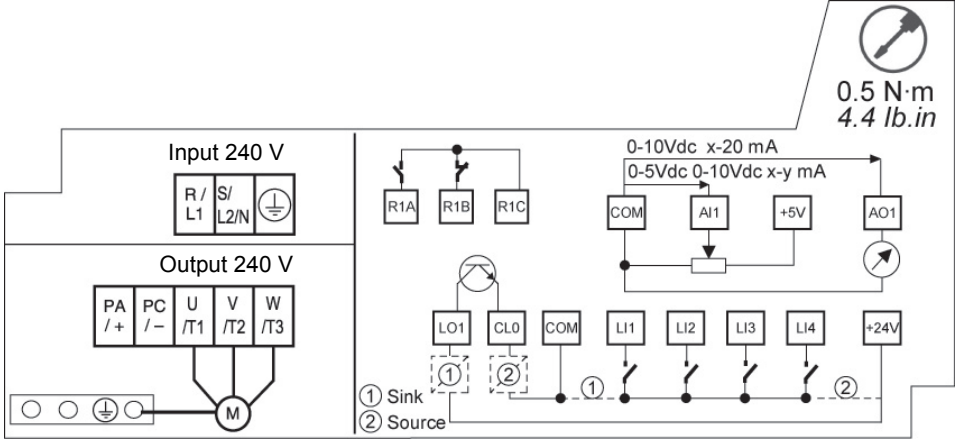 0.5 N·m
4.4 lb.in
Input 240 V
R / L1
S/ L2/N
Output 240 V
PA / +
PC / –
U /T1
V /T2
W /T3
M
R1A
R1B
R1C
0-10Vdc x-20 mA
0-5Vdc 0-10Vdc x-y mA
COM
AI1
+5V
AO1
LO1
CL0
COM
LI1
LI2
LI3
LI4
+24V
1
2
1
2
1 Sink
2 Source